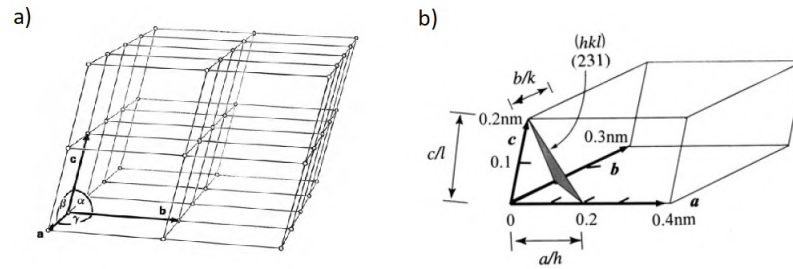 a)
c
β
α
γ
a
b
b)
(hkl)
(231)
b/k
0.2nm
c
0.3nm
c/l
0.1
b
a
0
0.2
0.4nm
a/h